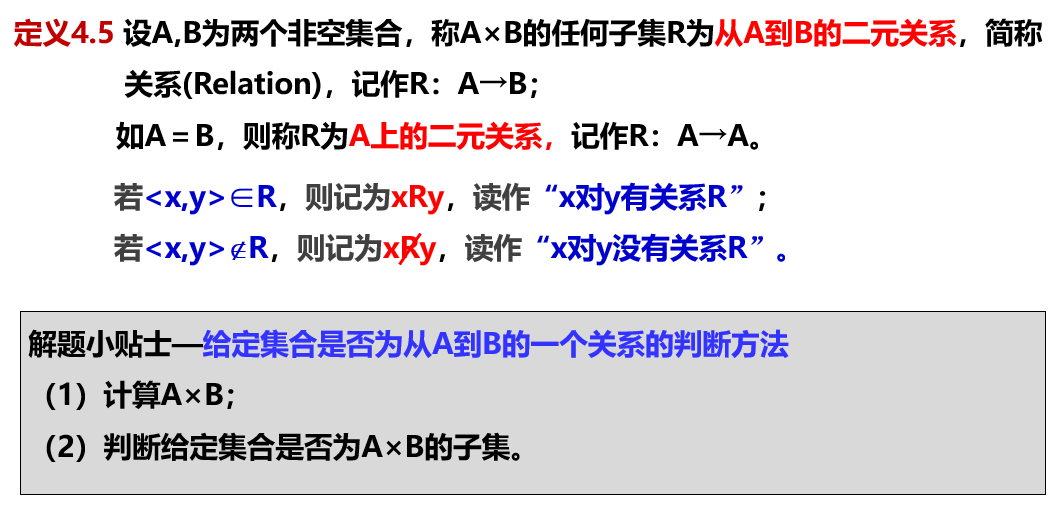 定义4.5 设A,B为两个非空集合，称A×B的任何子集R为从A到B的二元关系，简称
关系(Relation)，记作R：A→B；
如A＝B，则称R为A上的二元关系，记作R：A→A。
若<x,y>∈R，则记为xRy，读作“x对y有关系R”；
若<x,y>∉R，则记为xR̸y，读作“x对y没有关系R”。
解题小贴士—给定集合是否为从A到B的一个关系的判断方法
（1）计算A×B；
（2）判断给定集合是否为A×B的子集。